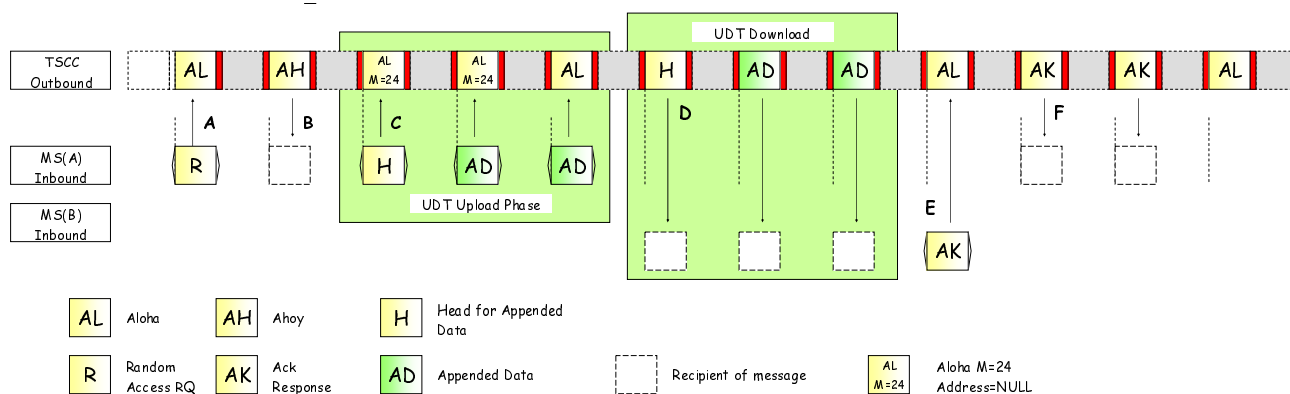 UDT Download
TSCC
Outbound
AL
AH
AL
M=24
AL
M=24
AL
H
AD
AD
AL
AK
AK
AL
A
B
C
D
F
MS(A)
Inbound
R
H
AD
AD
UDT Upload Phase
MS(B)
Inbound
E
AK
AL
Aloha
AH
Ahoy
H
Head for Appended
Data
R
Random
Access RQ
AK
Ack
Response
AD
Appended Data
Recipient of message
AL
M=24
Aloha M=24
Address=NULL